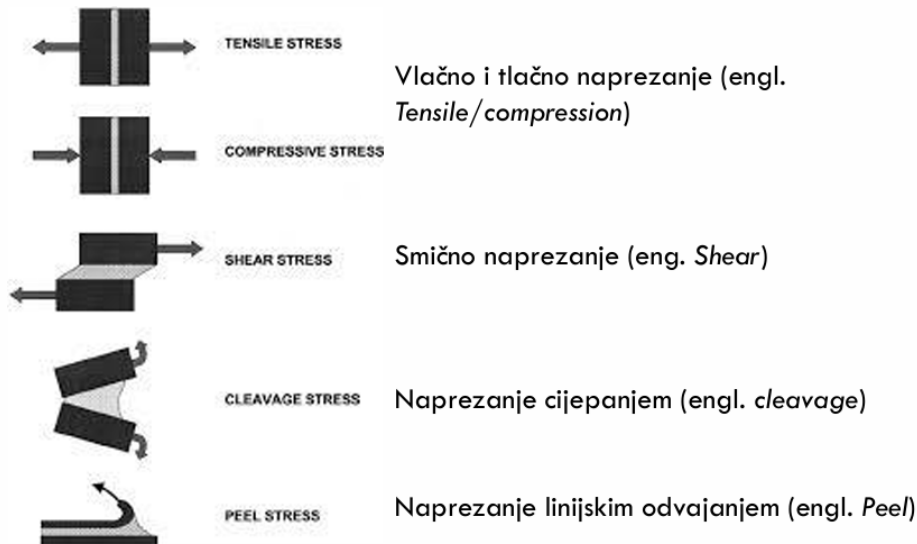 TENSILE STRESS
Vlačno i tlačno naprezanje (engl.
Tensile/compression)
COMPRESSIVE STRESS
SHEAR STRESS
Smično naprezanje (eng. Shear)
CLEAVAGE STRESS
Naprezanje cijepanjem (engl. cleavage)
PEEL STRESS
Naprezanje linijskim odvajanjem (engl. Peel)